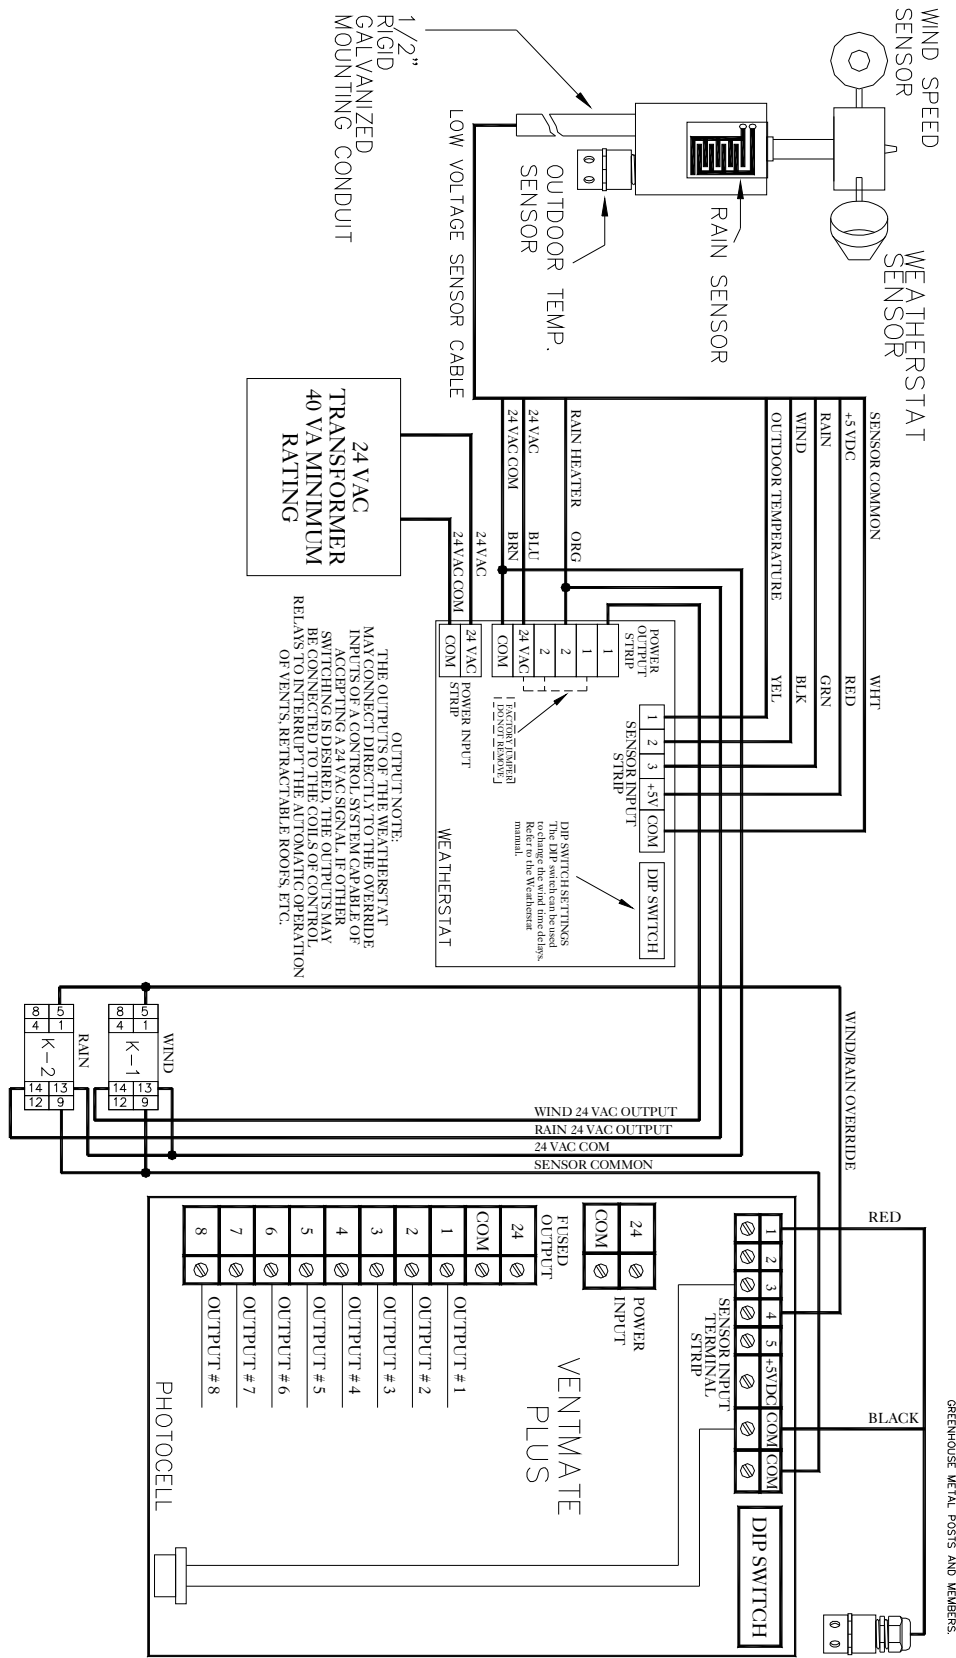 WIND SPEED
SENSOR
WEATHERSTAT
SENSOR
RAIN SENSOR
OUTDOOR TEMP.
SENSOR
1/2"
RIGID
GALVANIZED
MOUNTING CONDUIT
LOW VOLTAGE SENSOR CABLE
SENSOR COMMON
WHT
+5 VDC
RED
RAIN
GRN
WIND
BLK
OUTDOOR TEMPERATURE
YEL
RAIN HEATER
ORG
24 VAC
BLU
24 VAC COM
BRN
24 VAC
24 VAC COM
24 VAC
TRANSFORMER
40 VA MINIMUM
RATING
POWER OUTPUT
STRIP
1
1
2
2
24 VAC
COM
24 VAC
COM
POWER INPUT
STRIP
FACTORY JUMPER
DO NOT REMOVE
1
2
3
+5V
COM
SENSOR INPUT
STRIP
DIP SWITCH
DIP SWITCH SETTINGS
The DIP switch can be used
to change the wind time delays.
Refer to the Weatherstat
manual.
WEATHERSTAT
OUTPUT NOTE:
THE OUTPUTS OF THE WEATHERSTAT
MAY CONNECT DIRECTLY TO THE OVERRIDE
INPUTS OF A CONTROL SYSTEM CAPABLE OF
ACCEPTING A 24 VAC SIGNAL. IF OTHER
SWITCHING IS DESIRED, THE OUTPUTS MAY
BE CONNECTED TO THE COILS OF CONTROL
RELAYS TO INTERRUPT THE AUTOMATIC OPERATION
OF VENTS, RETRACTABLE ROOFS, ETC.
WIND/RAIN OVERRIDE
WIND
8 5
4 1
K-1
14 13
12 9
RAIN
8 5
4 1
K-2
14 13
12 9
WIND 24 VAC OUTPUT
RAIN 24 VAC OUTPUT
24 VAC COM
SENSOR COMMON
RED
BLACK
1
2
3
4
5
+5VDC
COM
COM
SENSOR INPUT
TERMINAL
STRIP
DIP SWITCH
24
COM
POWER
INPUT
FUSED
OUTPUT
24
COM
1
2
3
4
5
6
7
8
OUTPUT # 1
OUTPUT # 2
OUTPUT # 3
OUTPUT # 4
OUTPUT # 5
OUTPUT # 6
OUTPUT # 7
OUTPUT # 8
VENTMATE
PLUS
PHOTOCELL
GREENHOUSE METAL POSTS AND MEMBERS.